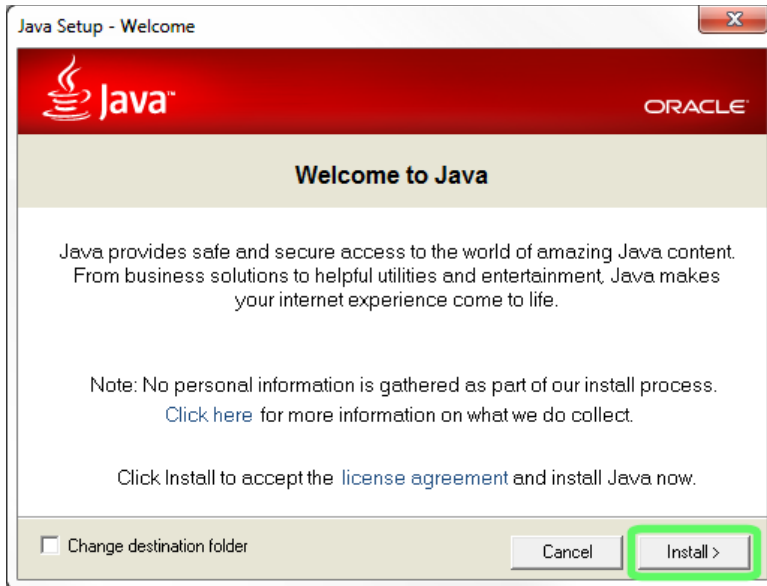 Java Setup - Welcome
Java™
ORACLE
Welcome to Java
Java provides safe and secure access to the world of amazing Java content.
From business solutions to helpful utilities and entertainment, Java makes
your internet experience come to life.
Note: No personal information is gathered as part of our install process.
Click here for more information on what we do collect.
Click Install to accept the license agreement and install Java now.
Change destination folder
Cancel
Install >